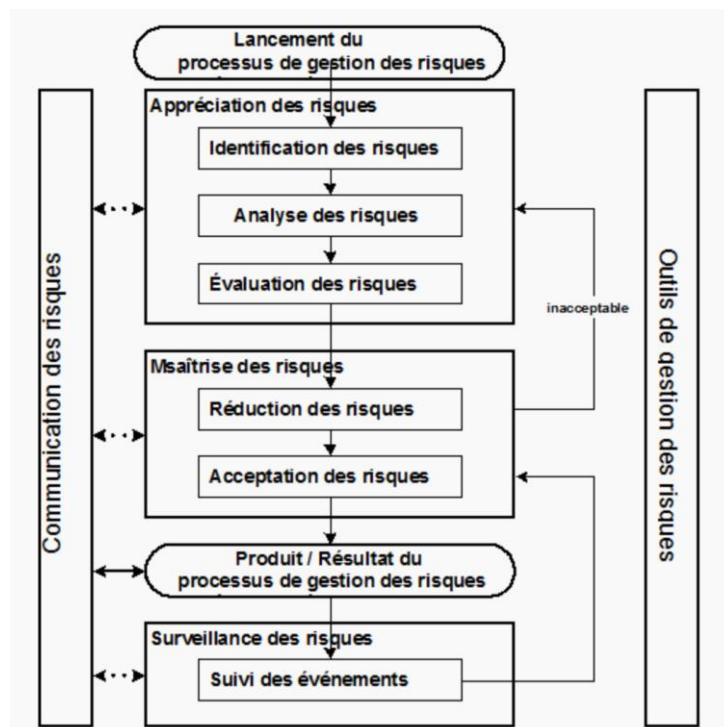 Lancement du
processus de gestion des risques
Appréciation des risques
Identification des risques
Analyse des risques
Évaluation des risques
inacceptable
Msaîtrise des risques
Réduction des risques
Acceptation des risques
Produit / Résultat du
processus de gestion des risques
Surveillance des risques
Suivi des événements
Communication des risques
Outils de gestion des risques